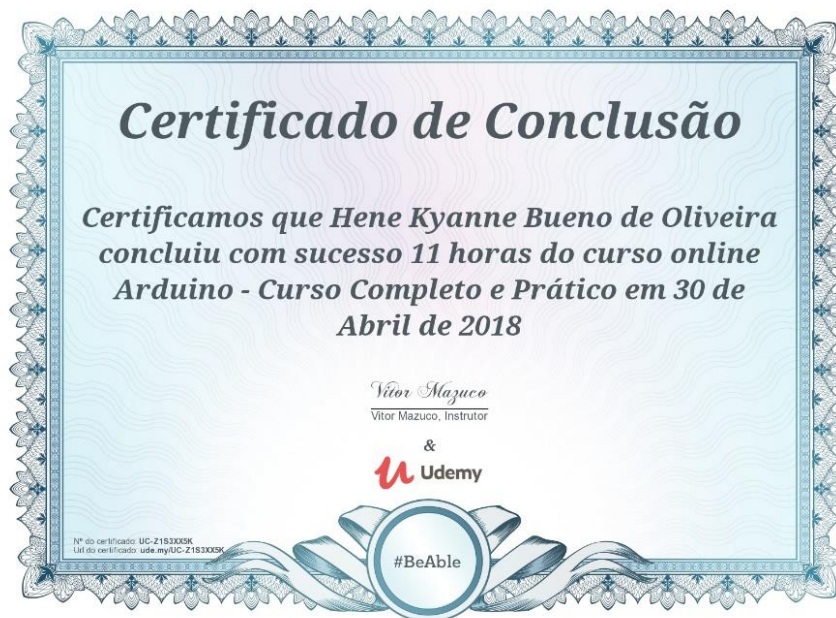 Certificado de Conclusão
Certificamos que Hene Kyanne Bueno de Oliveira
concluiu com sucesso 11 horas do curso online
Arduino - Curso Completo e Prático em 30 de
Abril de 2018
Vitor Mazuco
Vitor Mazuco, Instrutor
&
Udemy
#BeAble
N° do certificado: UC-Z1S3XX5K
Url do certificado: ude.my/UC-Z1S3XX5K